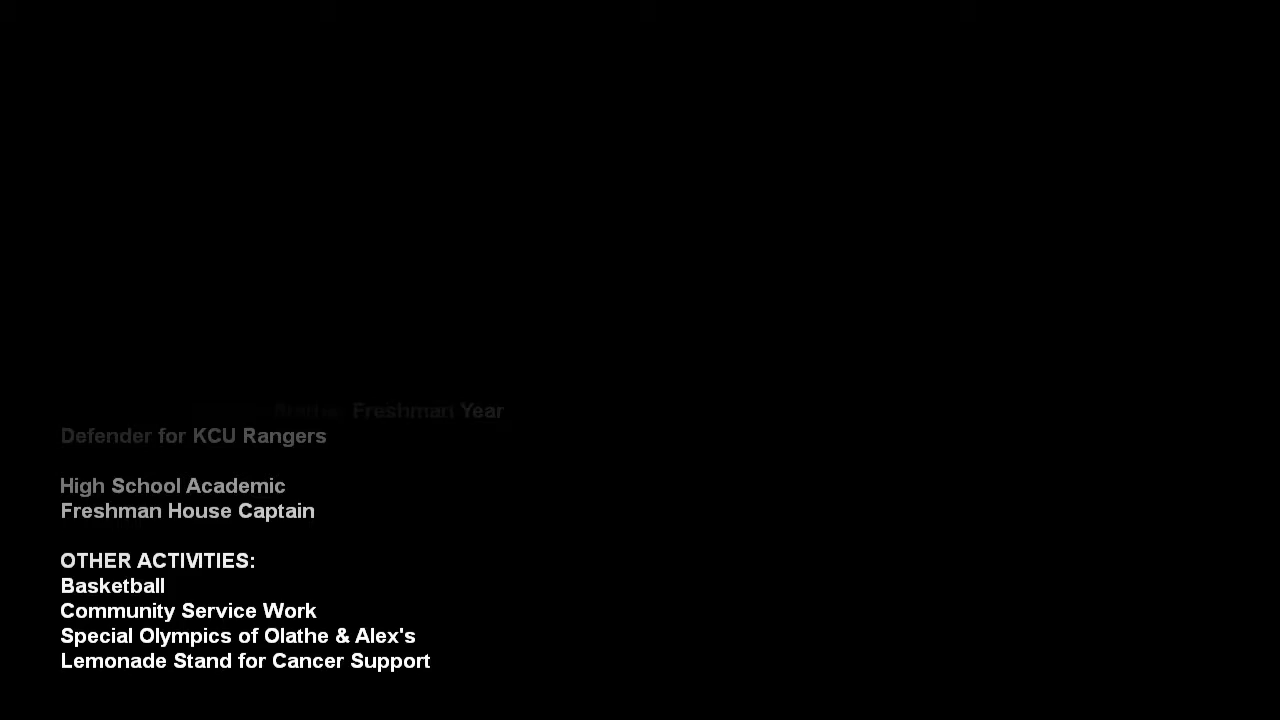 Freshman Year
Defender for KCU Rangers
High School Academic
Freshman House Captain
OTHER ACTIVITIES:
Basketball
Community Service Work
Special Olympics of Olathe & Alex's
Lemonade Stand for Cancer Support